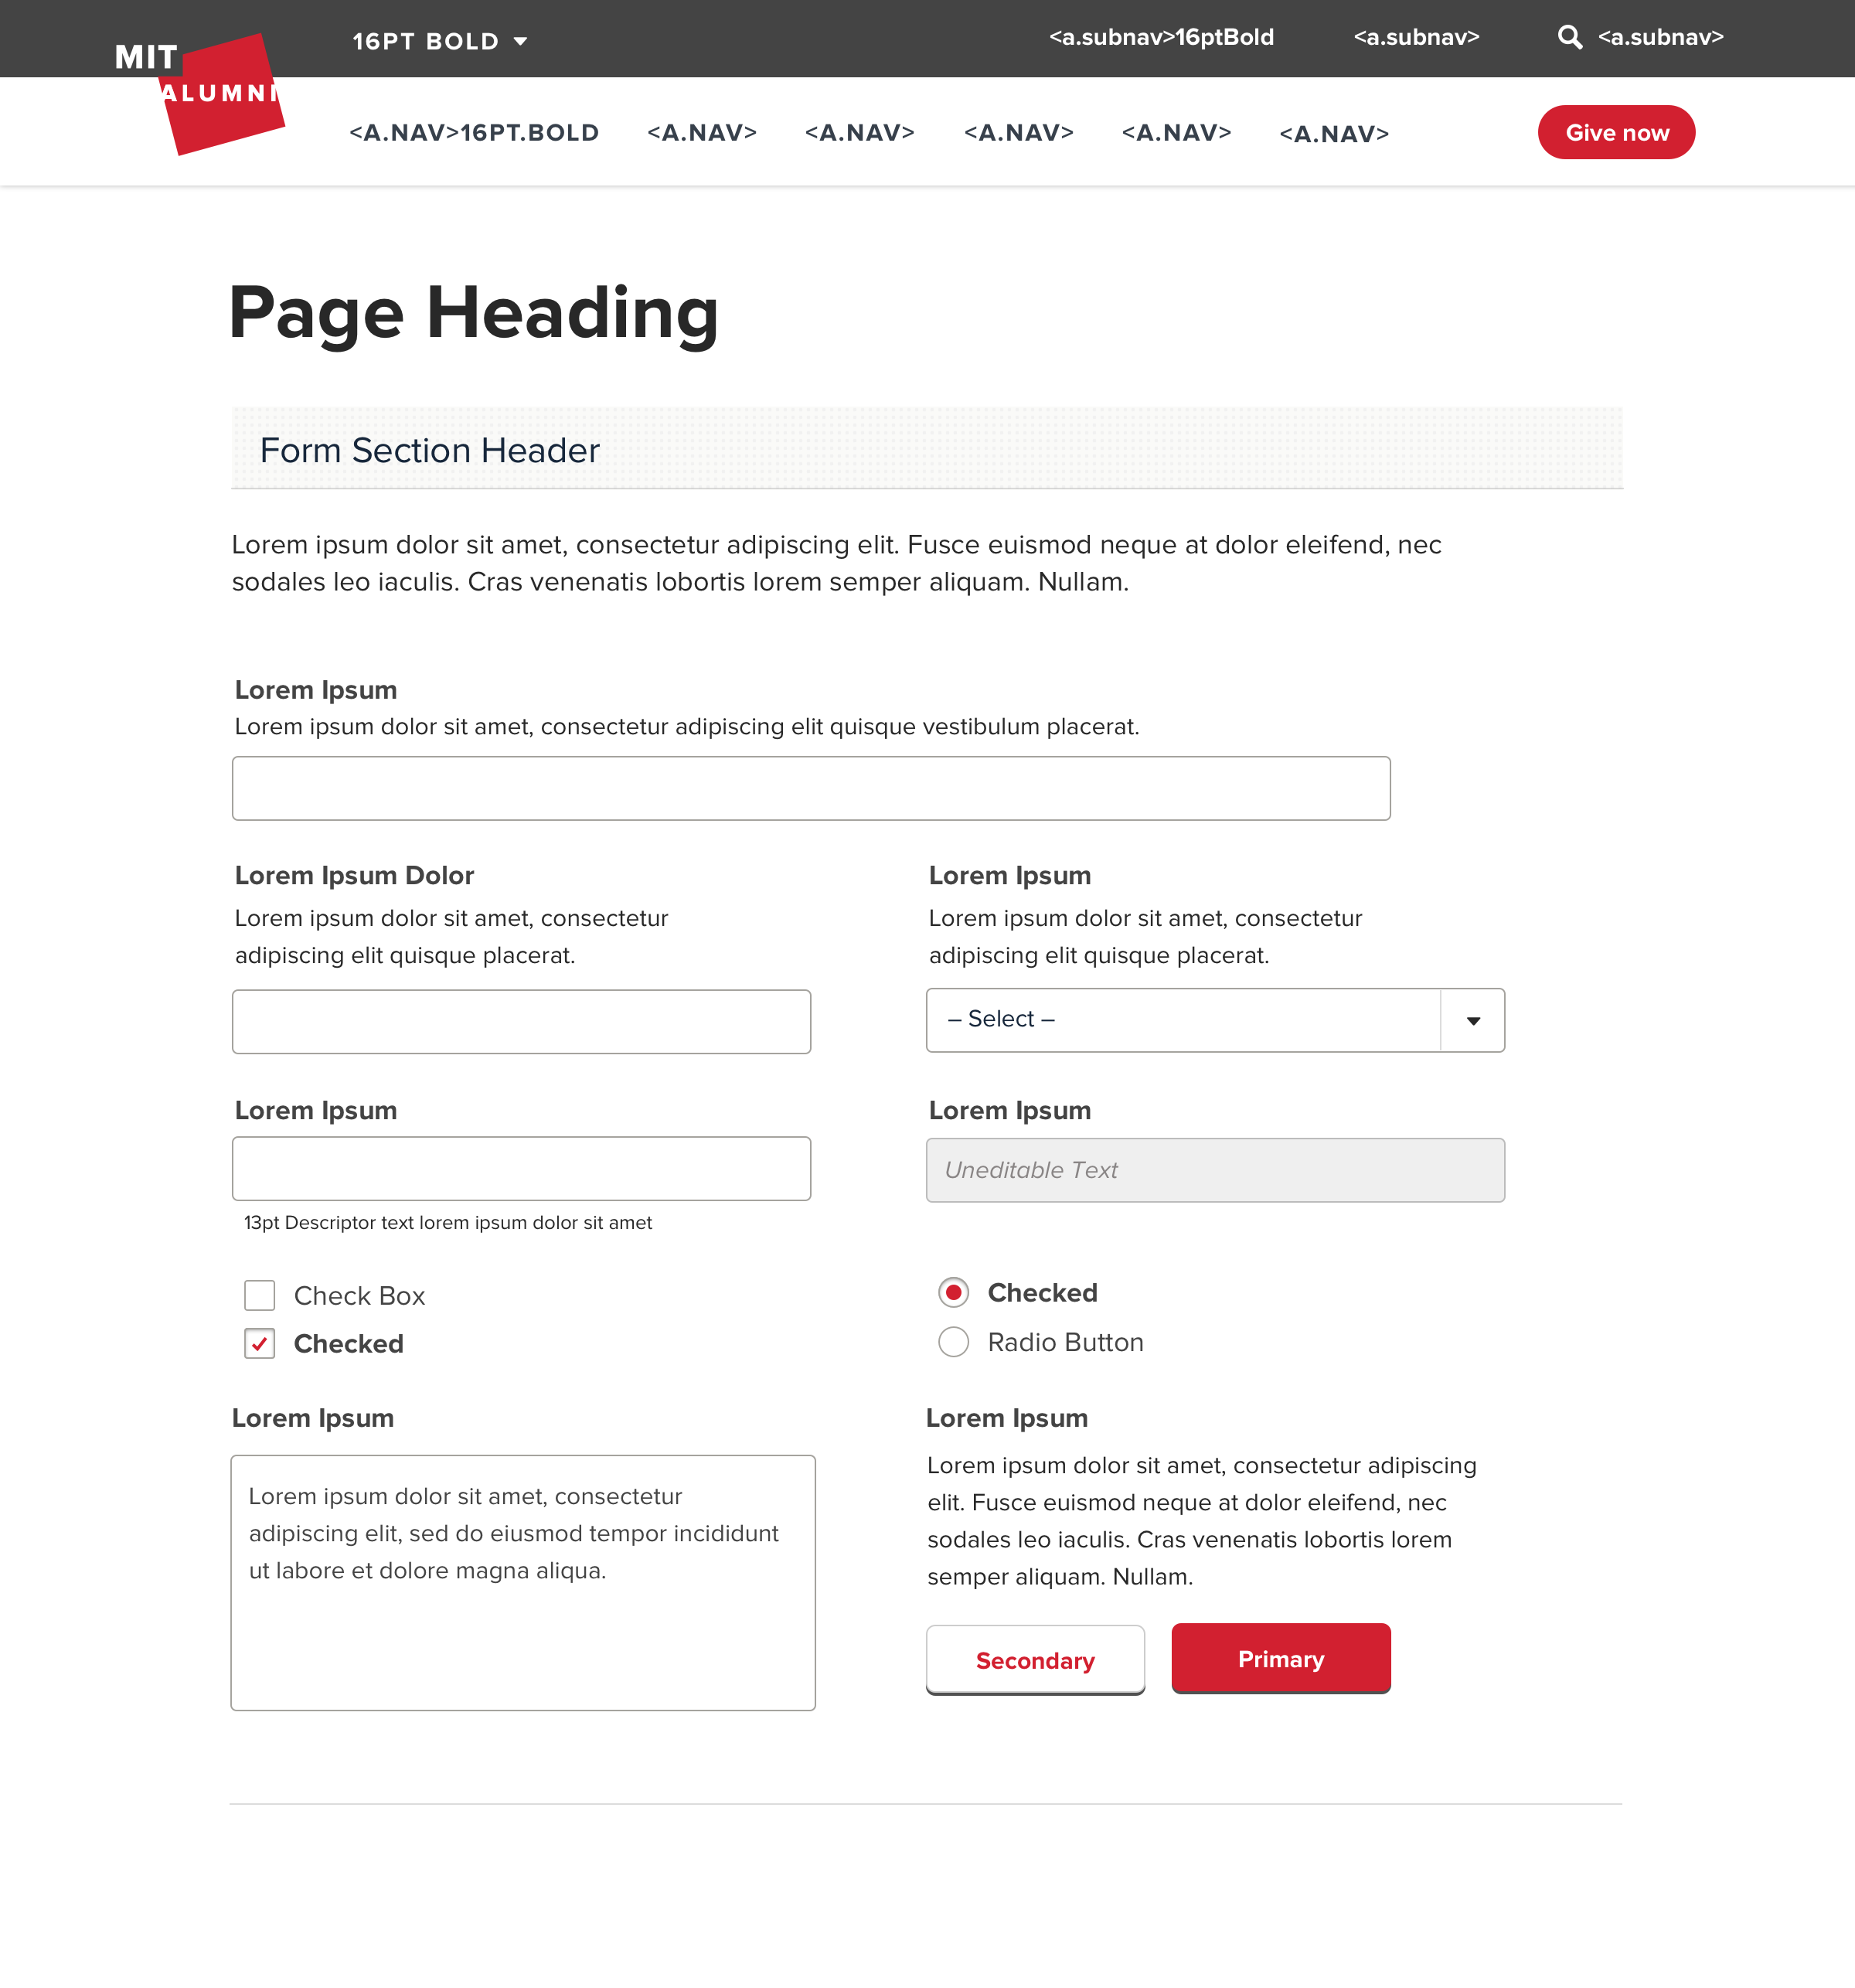 MIT
ALUMNI
16PT BOLD
<a.subnav>16ptBold
<a.subnav>
<a.subnav>
<A.NAV>16PT.BOLD
<A.NAV>
<A.NAV>
<A.NAV>
<A.NAV>
<A.NAV>
Give now
Page Heading
Form Section Header
Lorem ipsum dolor sit amet, consectetur adipiscing elit. Fusce euismod neque at dolor eleifend, nec
sodales leo iaculis. Cras venenatis lobortis lorem semper aliquam. Nullam.
Lorem Ipsum
Lorem ipsum dolor sit amet, consectetur adipiscing elit quisque vestibulum placerat.
Lorem Ipsum Dolor
Lorem ipsum dolor sit amet, consectetur
adipiscing elit quisque placerat.
Lorem Ipsum
Lorem ipsum dolor sit amet, consectetur
adipiscing elit quisque placerat.
– Select –
Lorem Ipsum
13pt Descriptor text lorem ipsum dolor sit amet
Lorem Ipsum
Uneditable Text
Check Box
Checked
Checked
Radio Button
Lorem Ipsum
Lorem ipsum dolor sit amet, consectetur
adipiscing elit, sed do eiusmod tempor incididunt
ut labore et dolore magna aliqua.
Lorem Ipsum
Lorem ipsum dolor sit amet, consectetur adipiscing
elit. Fusce euismod neque at dolor eleifend, nec
sodales leo iaculis. Cras venenatis lobortis lorem
semper aliquam. Nullam.
Secondary
Primary